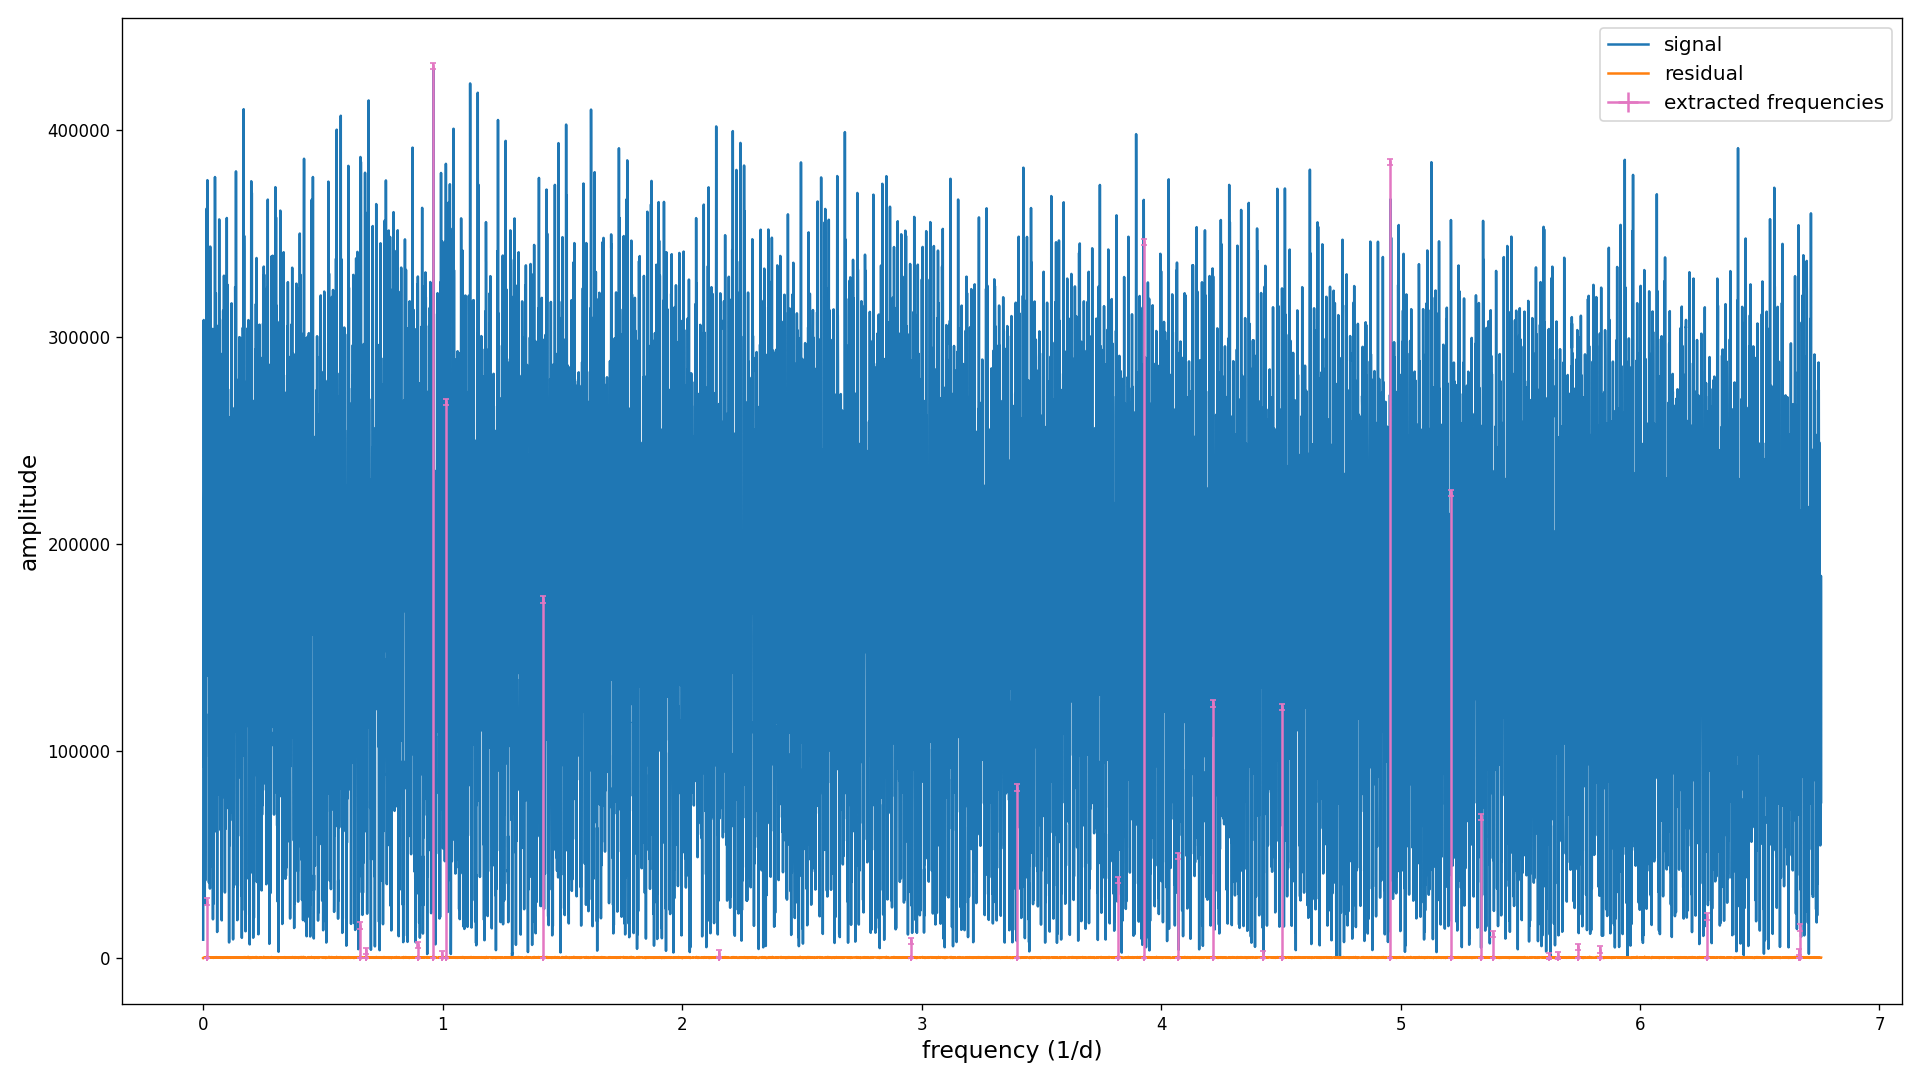 signal
residual
extracted frequencies
amplitude
400000
300000
200000
100000
0
0 1 2 3 4 5 6 7
frequency (1/d)